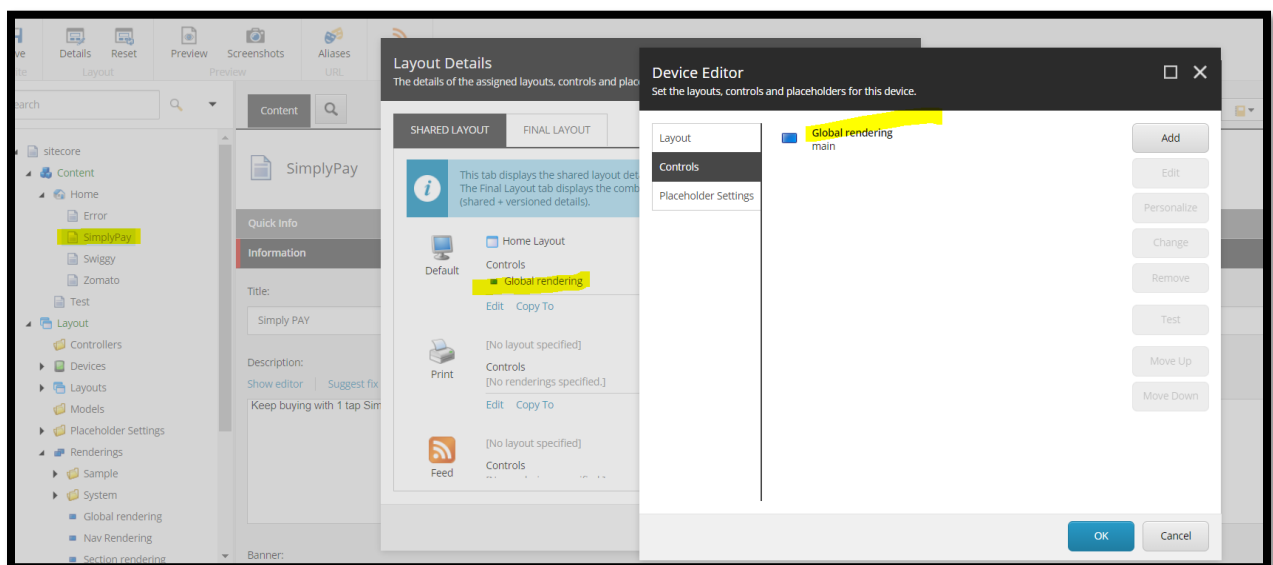 Details
Reset
Preview
Screenshots
Aliases
Layout
Preview
URL
Content
sitecore
Content
Home
Error
SimplyPay
Swiggy
Zomato
Test
Layout
Controllers
Devices
Layouts
Models
Placeholder Settings
Renderings
Sample
System
Global rendering
Nav Rendering
Section rendering
SimplyPay
Quick Info
Information
Title:
Simply PAY
Description:
Show editor
Suggest fix
Keep buying with 1 tap Sim
Banner:
Layout Details
The details of the assigned layouts, controls and plac
SHARED LAYOUT
FINAL LAYOUT
This tab displays the shared layout det
The Final Layout tab displays the comb
(shared + versioned details).
Default
Home Layout
Controls
Global rendering
Edit Copy To
Print
[No layout specified]
Controls
[No renderings specified.]
Edit Copy To
Feed
[No layout specified]
Controls
Device Editor
Set the layouts, controls and placeholders for this device.
Layout
Controls
Placeholder Settings
Global rendering
main
Add
Edit
Personalize
Change
Remove
Test
Move Up
Move Down
OK
Cancel